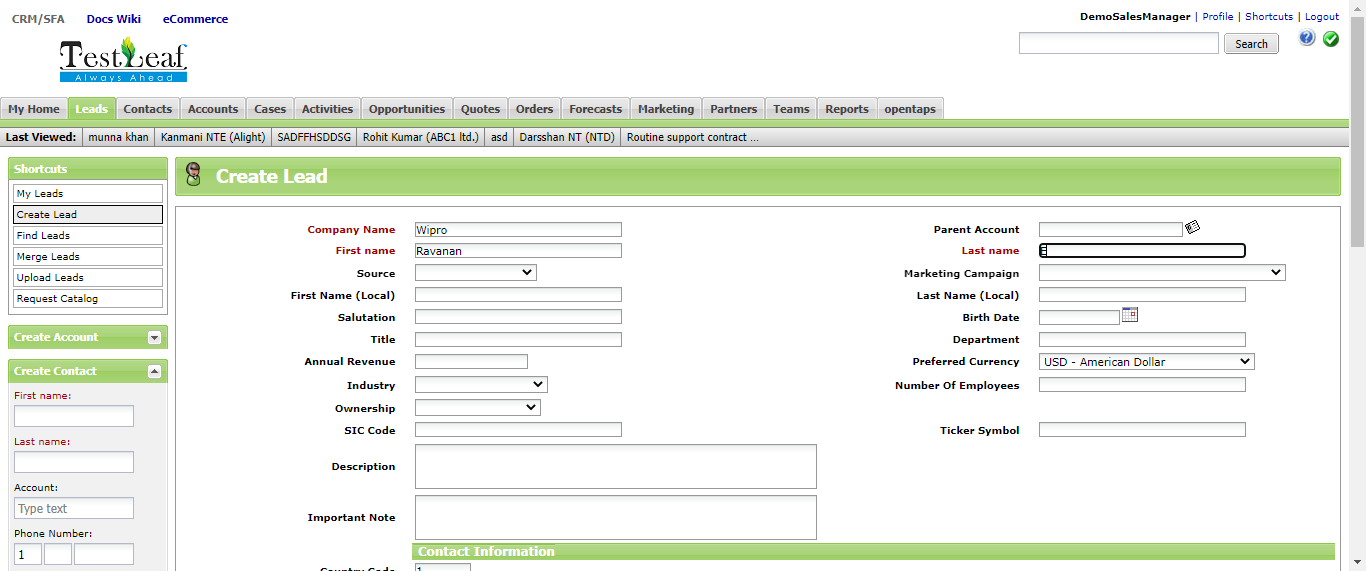 CRM/SFA Docs Wiki eCommerce
DemoSalesManager | Profile | Shortcuts | Logout
TestLeaf
Always Ahead
Search
My Home Leads Contacts Accounts Cases Activities Opportunities Quotes Orders Forecasts Marketing Partners Teams Reports opentaps
Last Viewed: munna khan Kanmani NTE (Alight) SADFFHSDDSG Rohit Kumar (ABC1 ltd.) asd Darsshan NT (NTD) Routine support contract ...
Shortcuts
My Leads
Create Lead
Find Leads
Merge Leads
Upload Leads
Request Catalog
Create Account
Create Contact
First name:
Last name:
Account:
Type text
Phone Number:
1
Create Lead
Company Name Wipro Parent Account
First name Ravanan Last name
Source Marketing Campaign
First Name (Local) Last Name (Local)
Salutation Birth Date
Title Department
Annual Revenue Preferred Currency USD - American Dollar
Industry Number Of Employees
Ownership
SIC Code Ticker Symbol
Description
Important Note
Contact Information
Country Code 1